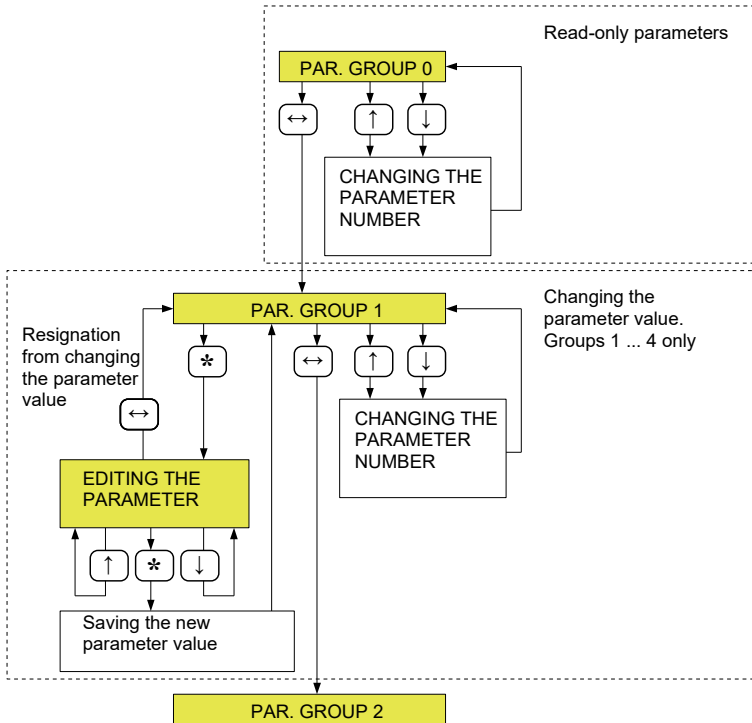 Read-only parameters
PAR. GROUP 0
↔
↑
↓
CHANGING THE
PARAMETER
NUMBER
PAR. GROUP 1
Changing the
parameter value.
Groups 1 ... 4 only
Resignation
from changing
the parameter
value
*
↔
↑
↓
↔
CHANGING THE
PARAMETER
NUMBER
EDITING THE
PARAMETER
↑
*
↓
Saving the new
parameter value
PAR. GROUP 2